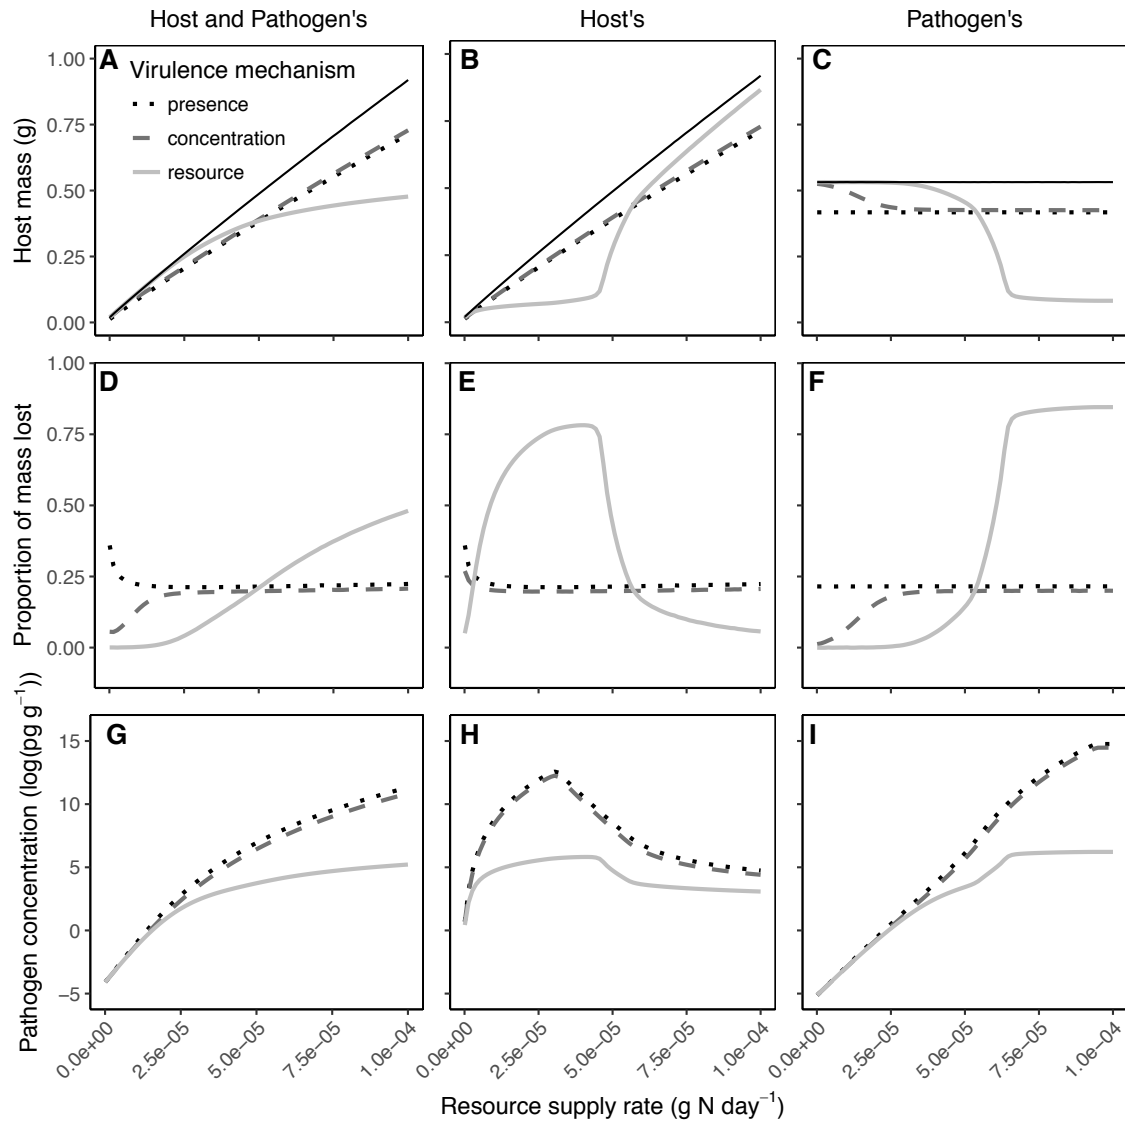 Host and Pathogen's
Host's
Pathogen's
Host mass (g)
1.00
0.75
0.50
0.25
0.00
A
Virulence mechanism
presence
concentration
resource
B
C
Proportion of mass lost
1.00
0.75
0.50
0.25
0.00
D
E
F
Pathogen concentration (log(pg g⁻¹))
15
10
5
0
−5
G
H
I
0.0e+00
2.5e−05
5.0e−05
7.5e−05
1.0e−04
0.0e+00
2.5e−05
5.0e−05
7.5e−05
1.0e−04
0.0e+00
2.5e−05
5.0e−05
7.5e−05
1.0e−04
Resource supply rate (g N day⁻¹)